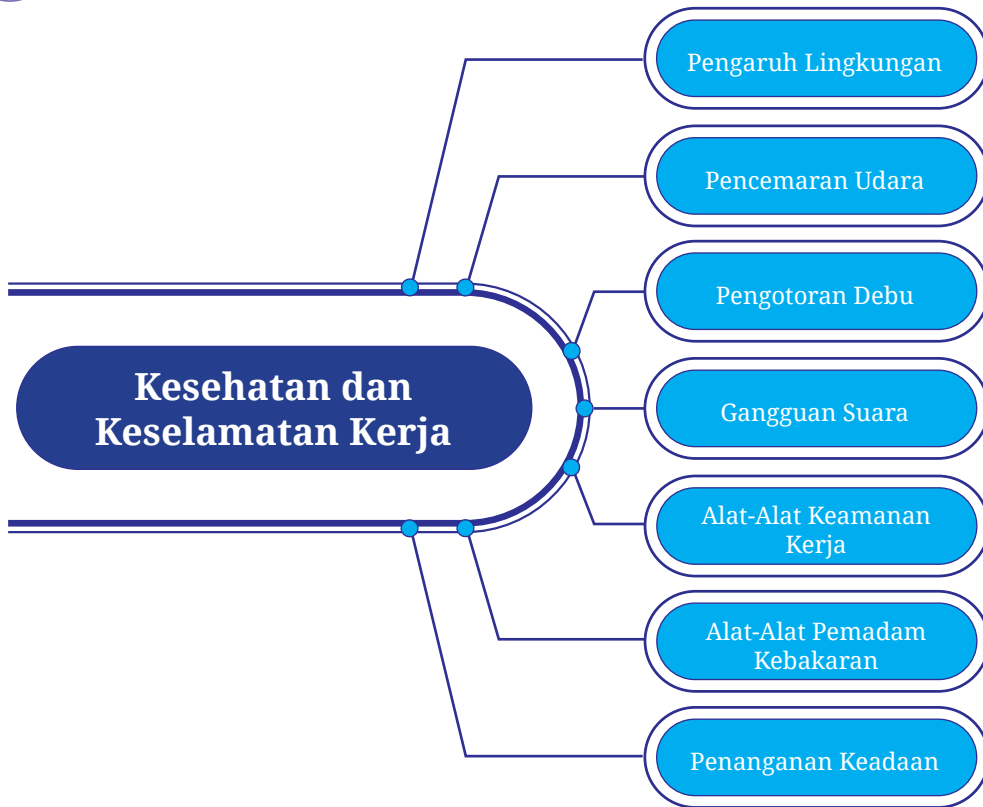 Pengaruh Lingkungan
Pencemaran Udara
Pengotoran Debu
Kesehatan dan
Keselamatan Kerja
Gangguan Suara
Alat-Alat Keamanan
Kerja
Alat-Alat Pemadam
Kebakaran
Penanganan Keadaan